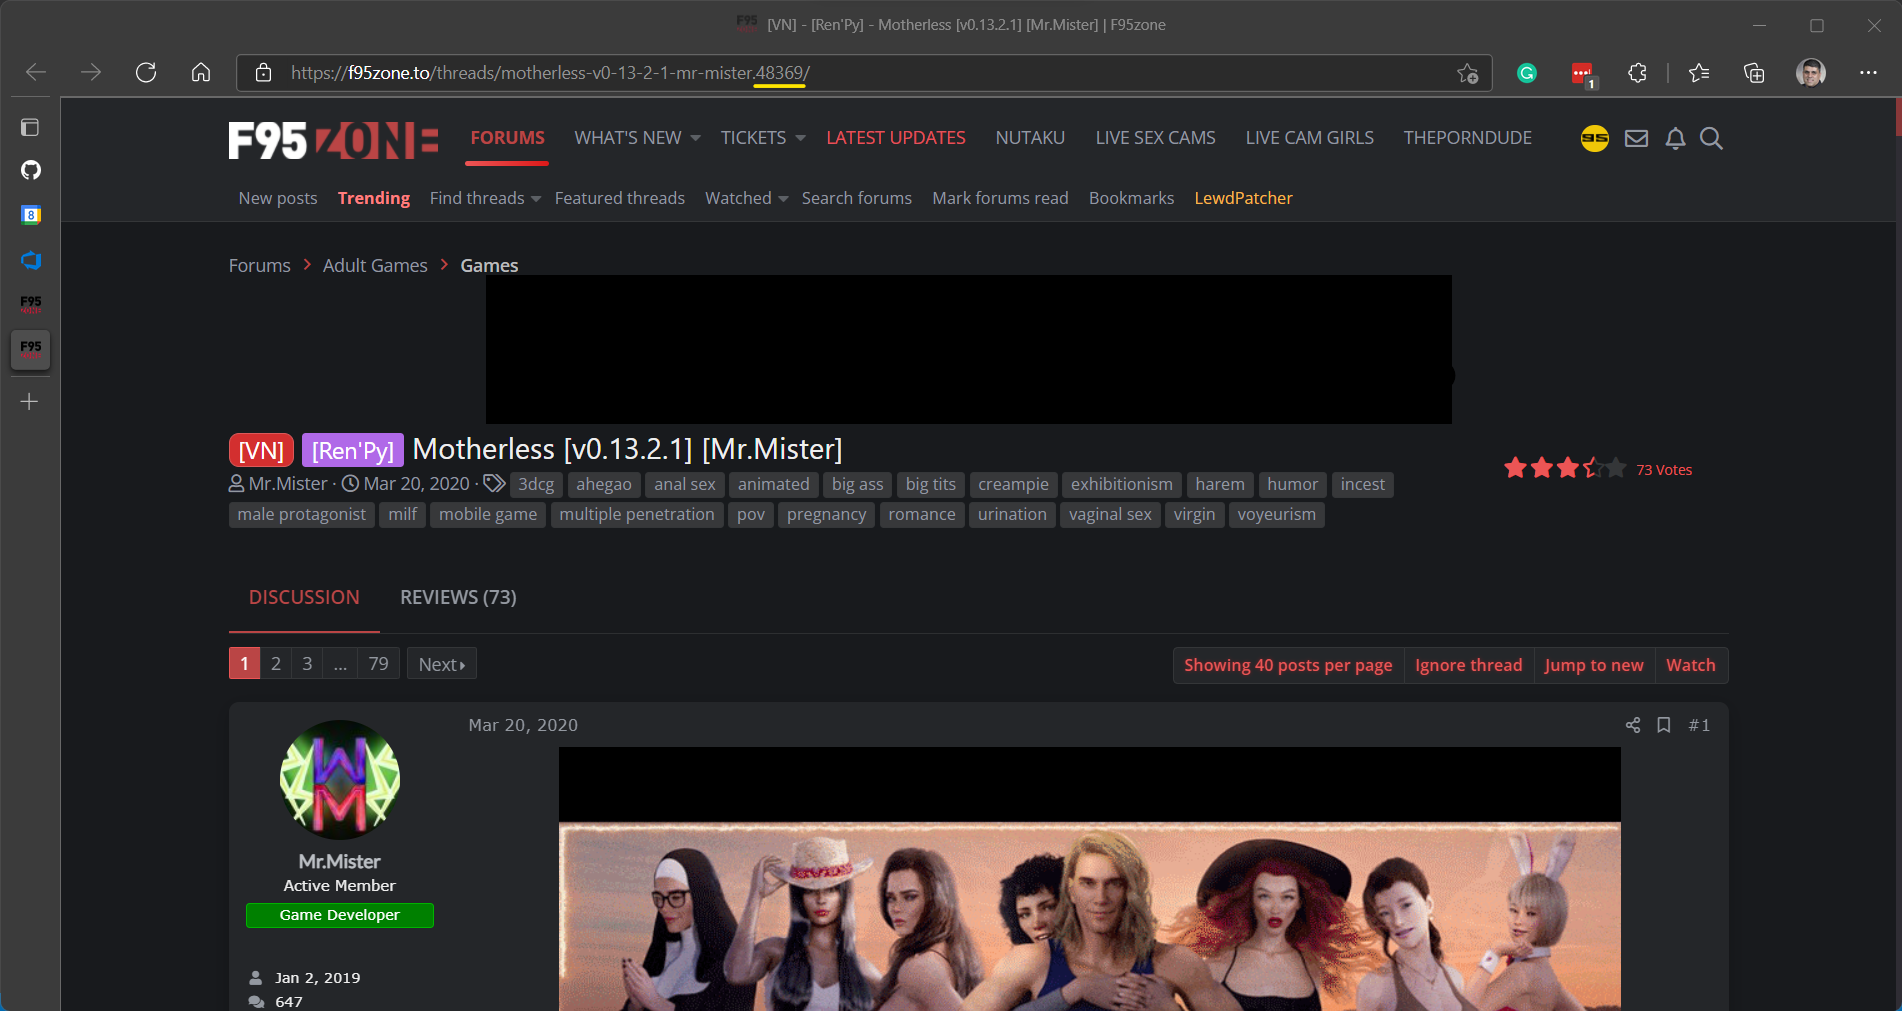 [VN] - [Ren'Py] - Motherless [v0.13.2.1] [Mr.Mister] | F95zone
https://f95zone.to/threads/motherless-v0-13-2-1-mr-mister.48369/
1
F95 ZONE FORUMS WHAT'S NEW TICKETS LATEST UPDATES NUTAKU LIVE SEX CAMS LIVE CAM GIRLS THEPORNDUDE 95
New posts Trending Find threads Featured threads Watched Search forums Mark forums read Bookmarks LewdPatcher
8
F95
F95
Forums Adult Games Games
[VN] [Ren'Py] Motherless [v0.13.2.1] [Mr.Mister]
73 Votes
Mr.Mister · Mar 20, 2020 · 3dcg ahegao anal sex animated big ass big tits creampie exhibitionism harem humor incest
male protagonist milf mobile game multiple penetration pov pregnancy romance urination vaginal sex virgin voyeurism
DISCUSSION REVIEWS (73)
1 2 3 ... 79 Next
Showing 40 posts per page Ignore thread Jump to new Watch
Mar 20, 2020 #1
WM
Mr.Mister
Active Member
Game Developer
Jan 2, 2019
647